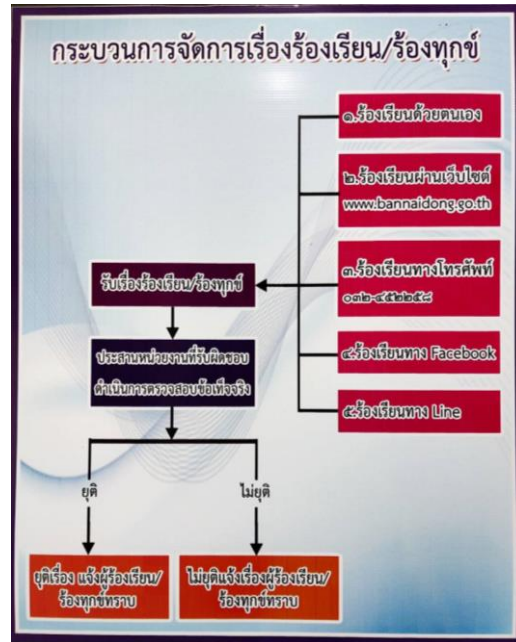 กระบวนการจัดการเรื่องร้องเรียน/ร้องทุกข์
๑.ร้องเรียนด้วยตนเอง
๒.ร้องเรียนผ่านเว็บไซต์
www.bannaidong.go.th
๓.ร้องเรียนทางโทรศัพท์
๐๓๒-๔๕๒๒๕๘
๔.ร้องเรียนทาง Facebook
๕.ร้องเรียนทาง Line
รับเรื่องร้องเรียน/ร้องทุกข์
ประสานหน่วยงานที่รับผิดชอบ
ดำเนินการตรวจสอบข้อเท็จจริง
ยุติ
ไม่ยุติ
ยุติเรื่อง แจ้งผู้ร้องเรียน/
ร้องทุกข์ทราบ
ไม่ยุติแจ้งเรื่องผู้ร้องเรียน/
ร้องทุกข์ทราบ